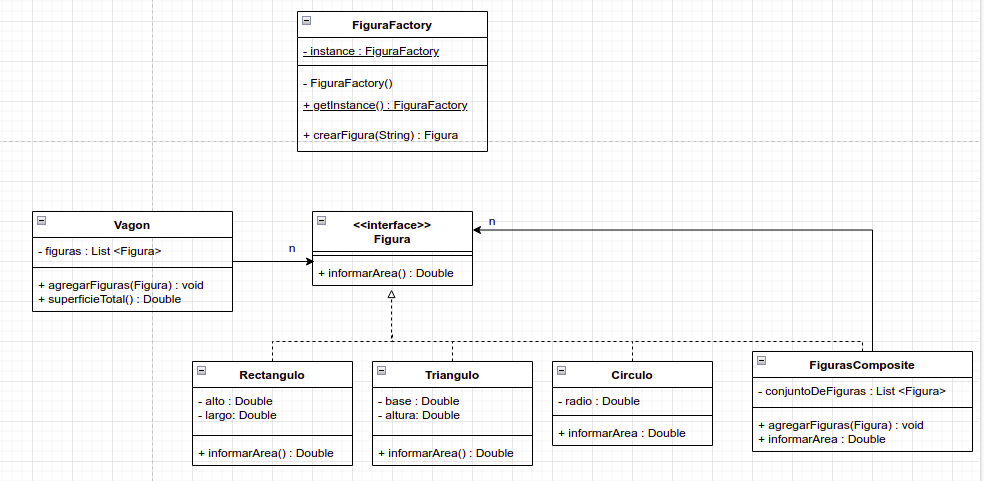 FiguraFactory
- instance : FiguraFactory
- FiguraFactory()
+ getInstance() : FiguraFactory
+ crearFigura(String) : Figura
Vagon
- figuras : List <Figura>
+ agregarFiguras(Figura) : void
+ superficieTotal() : Double
n
<<interface>>
Figura
+ informarArea() : Double
n
Rectangulo
- alto : Double
- largo: Double
+ informarArea() : Double
Triangulo
- base : Double
- altura: Double
+ informarArea() : Double
Circulo
- radio : Double
+ informarArea : Double
FigurasComposite
- conjuntoDeFiguras : List <Figura>
+ agregarFiguras(Figura) : void
+ informarArea : Double